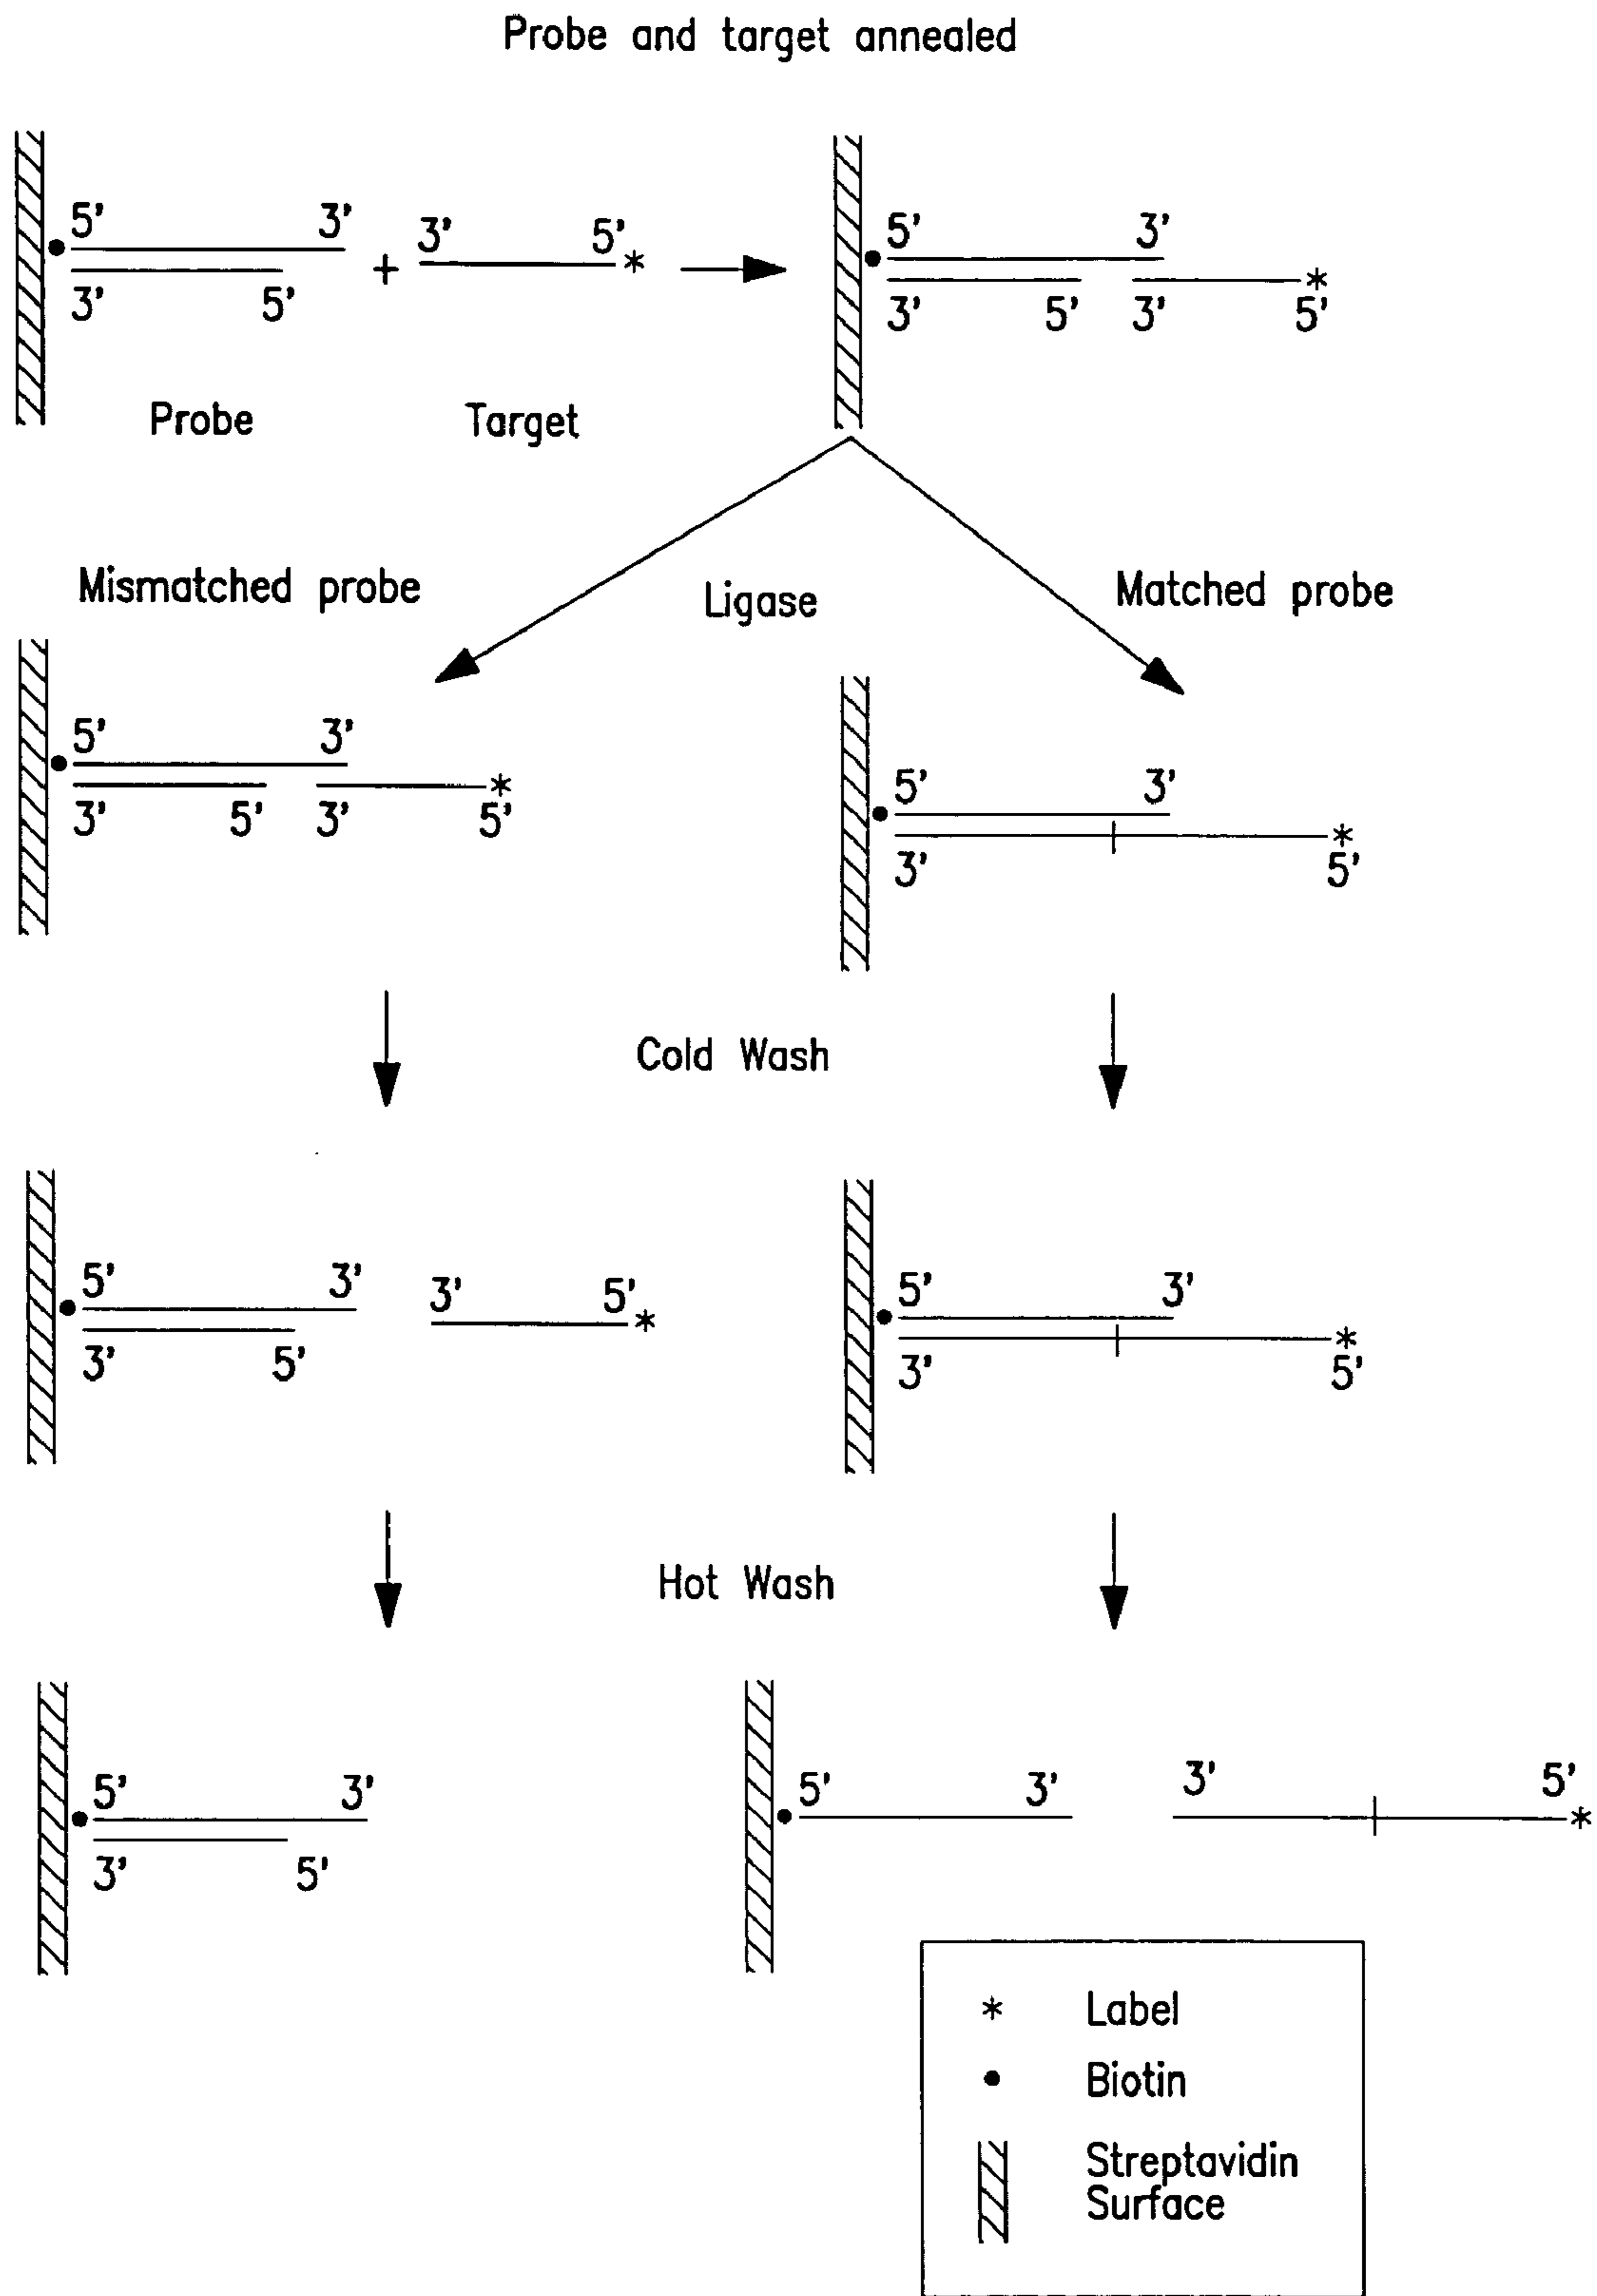 Probe and target annealed
5' 3' 3' 5' * 5' 3'
+
3' 5' 3' 5' 3' * 5'
Probe Target
Mismatched probe Ligase Matched probe
5' 3'
3' 5' 3' * 5'
5' 3'
3' * 5'
Cold Wash
5' 3' 3' 5' *
3' 5'
5' 3'
3' * 5'
Hot Wash
5' 3'
3' 5'
5' 3' 3' 5' *
* Label
Biotin
Streptavidin
Surface